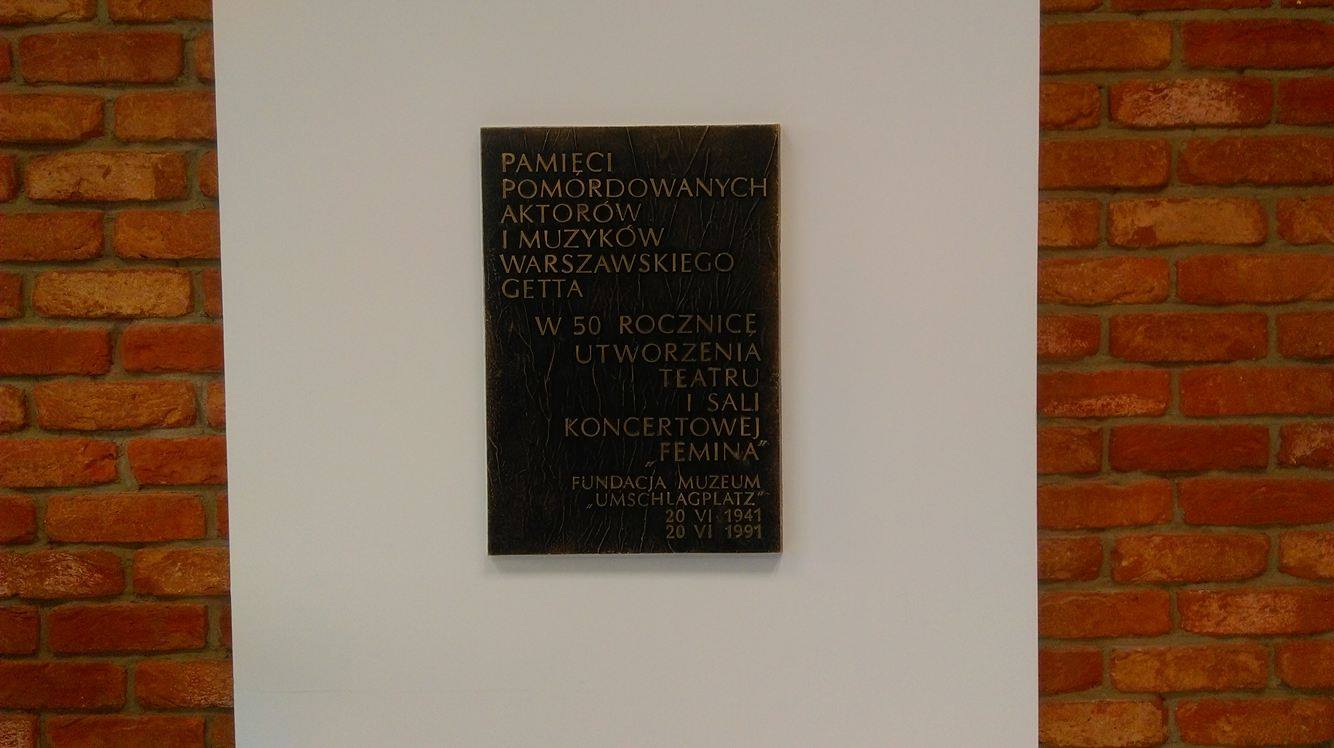 PAMIĘCI
POMORDOWANYCH
AKTORÓW
I MUZYKÓW
WARSZAWSKIEGO
GETTA
W 50 ROCZNICĘ
UTWORZENIA
TEATRU
I SALI
KONCERTOWEJ
„FEMINA”
FUNDACJA MUZEUM
„UMSCHLAGPLATZ”
20 VI 1941
20 VI 1991